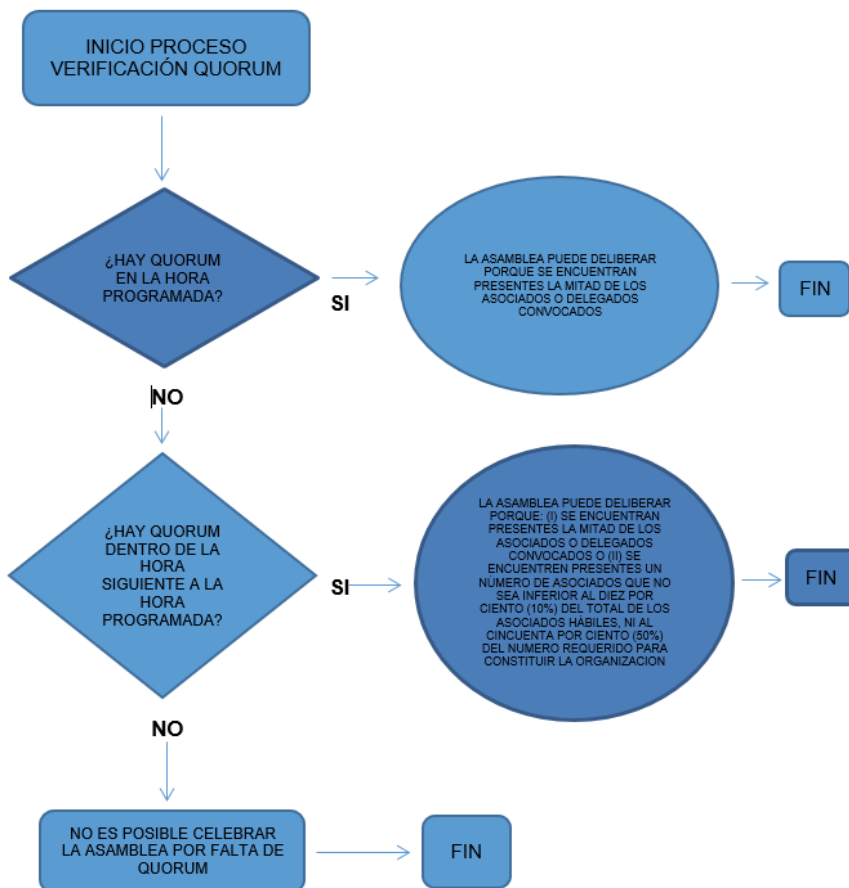 INICIO PROCESO
VERIFICACIÓN QUORUM
¿HAY QUORUM
EN LA HORA
PROGRAMADA?
SI
LA ASAMBLEA PUEDE DELIBERAR
PORQUE SE ENCUENTRAN
PRESENTES LA MITAD DE LOS
ASOCIADOS O DELEGADOS
CONVOCADOS
FIN
NO
¿HAY QUORUM
DENTRO DE LA
HORA
SIGUIENTE A LA
HORA
PROGRAMADA?
SI
LA ASAMBLEA PUEDE DELIBERAR
PORQUE: (I) SE ENCUENTRAN
PRESENTES LA MITAD DE LOS
ASOCIADOS O DELEGADOS
CONVOCADOS O (II) SE
ENCUENTREN PRESENTES UN
NÚMERO DE ASOCIADOS QUE NO
SEA INFERIOR AL DIEZ POR
CIENTO (10%) DEL TOTAL DE LOS
ASOCIADOS HÁBILES, NI AL
CINCUENTA POR CIENTO (50%)
DEL NUMERO REQUERIDO PARA
CONSTITUIR LA ORGANIZACION
FIN
NO
NO ES POSIBLE CELEBRAR
LA ASAMBLEA POR FALTA DE
QUORUM
FIN